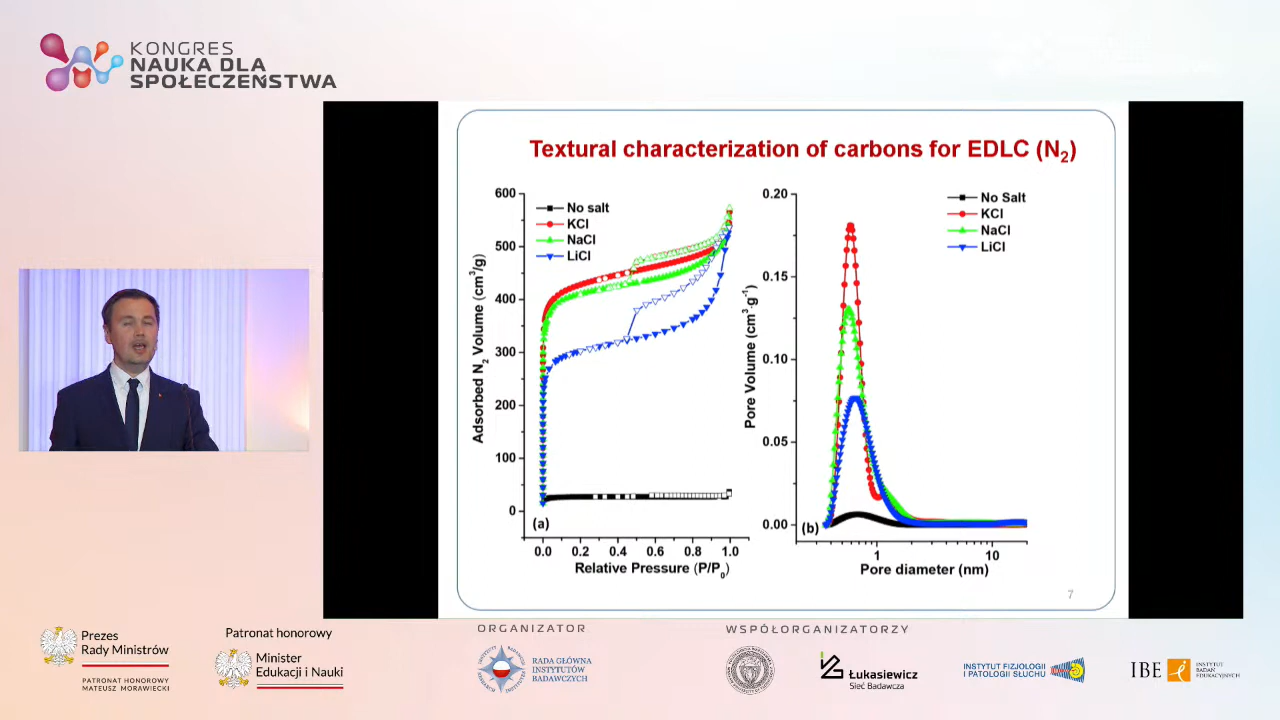 KONGRES
NAUKA DLA
SPOŁECZEŃSTWA
Textural characterization of carbons for EDLC (N2)
600
500
400
300
200
100
0
Adsorbed N2 Volume (cm³/g)
No salt
KCl
NaCl
LiCl
(a)
0.0 0.2 0.4 0.6 0.8 1.0
Relative Pressure (P/P0)
0.20
0.15
0.10
0.05
0.00
Pore Volume (cm³·g⁻¹)
No Salt
KCl
NaCl
LiCl
(b)
1 10
Pore diameter (nm)
7
Prezes
Rady Ministrów
PATRONAT HONOROWY
MATEUSZ MORAWIECKI
Patronat honorowy
Minister
Edukacji i Nauki
ORGANIZATOR
RADA GŁÓWNA
INSTYTUTÓW
BADAWCZYCH
WSPÓŁORGANIZATORZY
Łukasiewicz
Sieć Badawcza
INSTYTUT FIZJOLOGII
I PATOLOGII SŁUCHU
IBE
INSTYTUT
BADAŃ
EDUKACYJNYCH